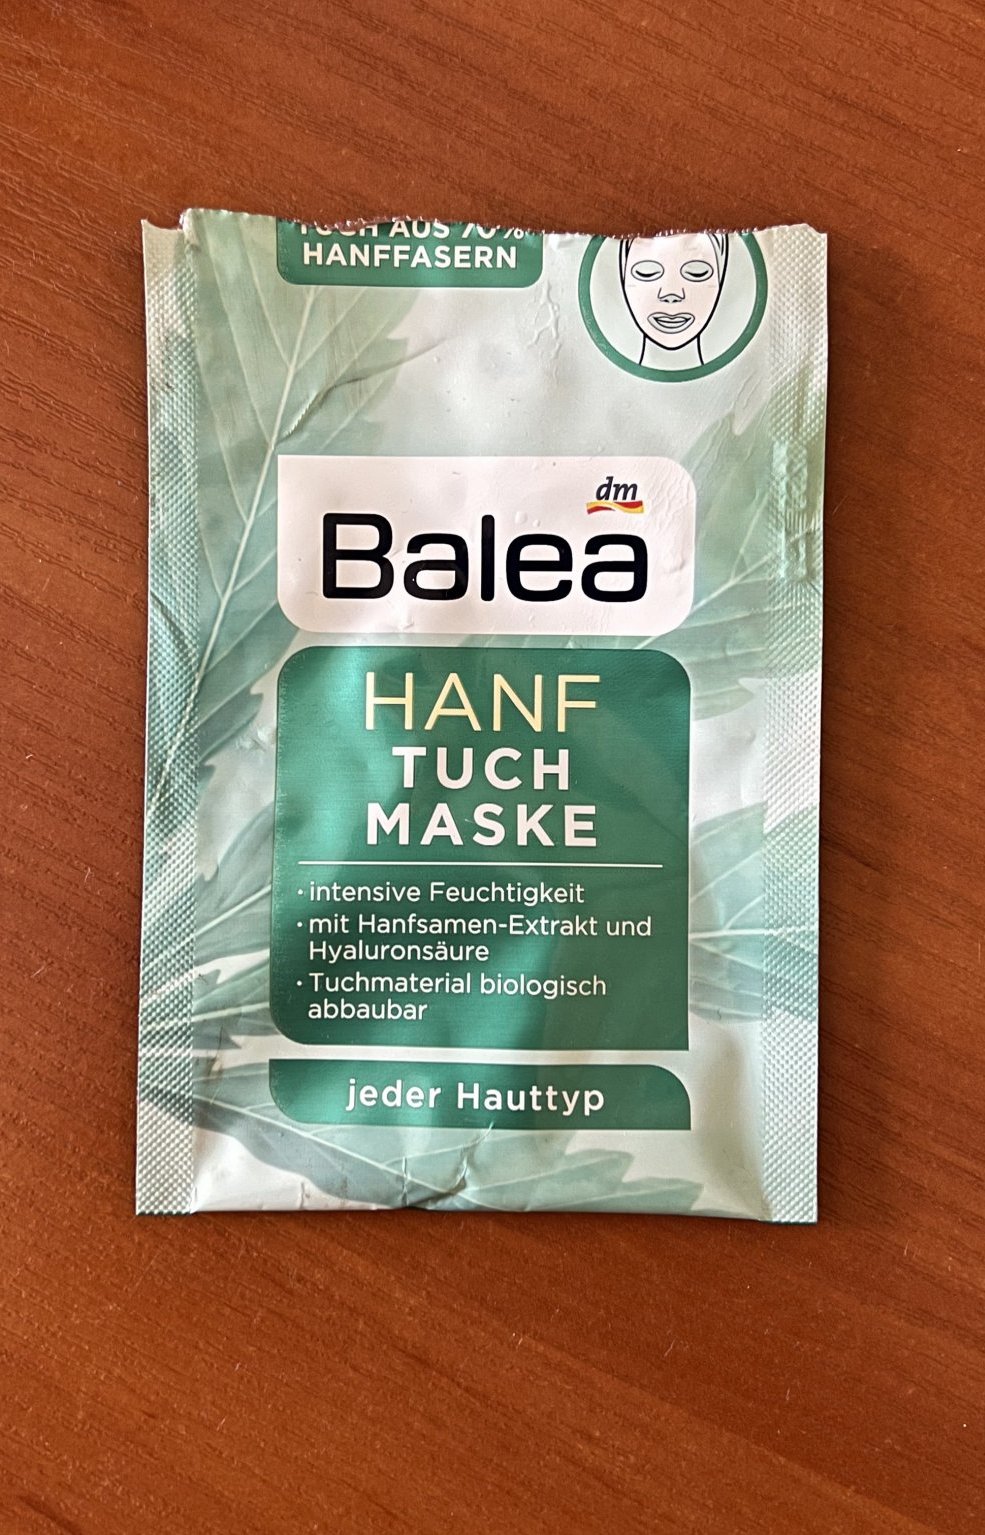 TUCH AUS 70%
HANFFASERN
dm
Balea
HANF
TUCH
MASKE
· intensive Feuchtigkeit
· mit Hanfsamen-Extrakt und
Hyaluronsäure
· Tuchmaterial biologisch
abbaubar
jeder Hauttyp